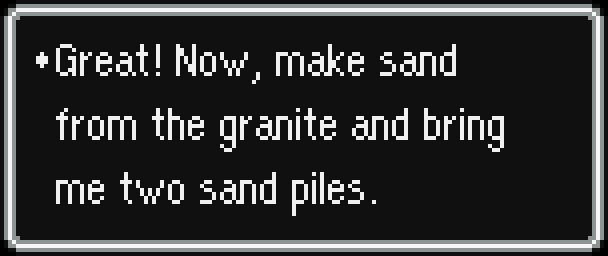 •Great! Now, make sand
from the granite and bring
me two sand piles.